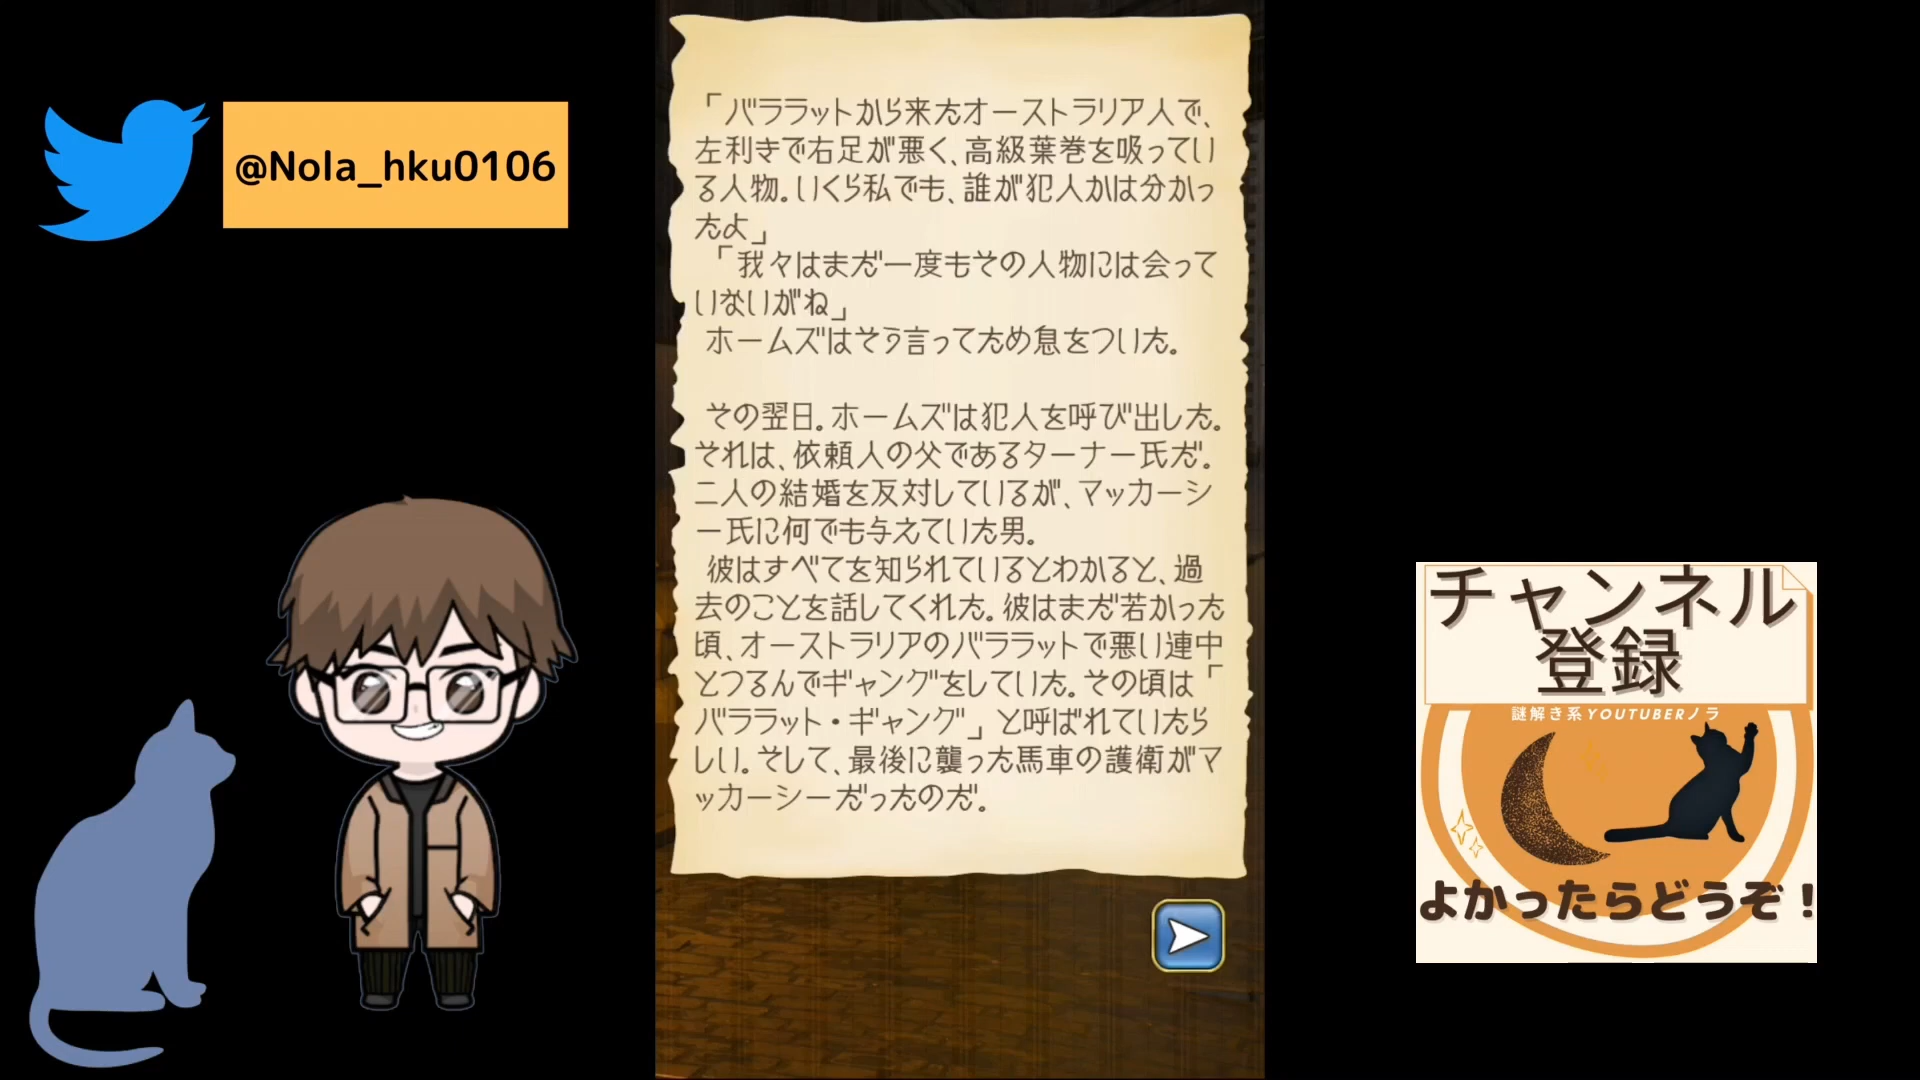 @Nola_hku0106
「バララットから来たオーストラリア人で、
左利きで右足が悪く、高級葉巻を吸ってい
る人物。いくら私でも、誰が犯人かは分かっ
たよ」
「我々はまだ一度もその人物には会って
いないがね」
ホームズはそう言ってため息をついた。
その翌日。ホームズは犯人を呼び出した。
それは、依頼人の父であるターナー氏だ。
二人の結婚を反対しているが、マッカーシ
ー氏に何でも与えていた男。
彼はすべてを知られているとわかると、過
去のことを話してくれた。彼はまだ若かった
頃、オーストラリアのバララットで悪い連中
とつるんでギャングをしていた。その頃は「
バララット・ギャング」と呼ばれていたら
しい。そして、最後に襲った馬車の護衛がマ
ッカーシーだったのだ。
チャンネル
登録
謎解き系YOUTUBERノラ
よかったらどうぞ！